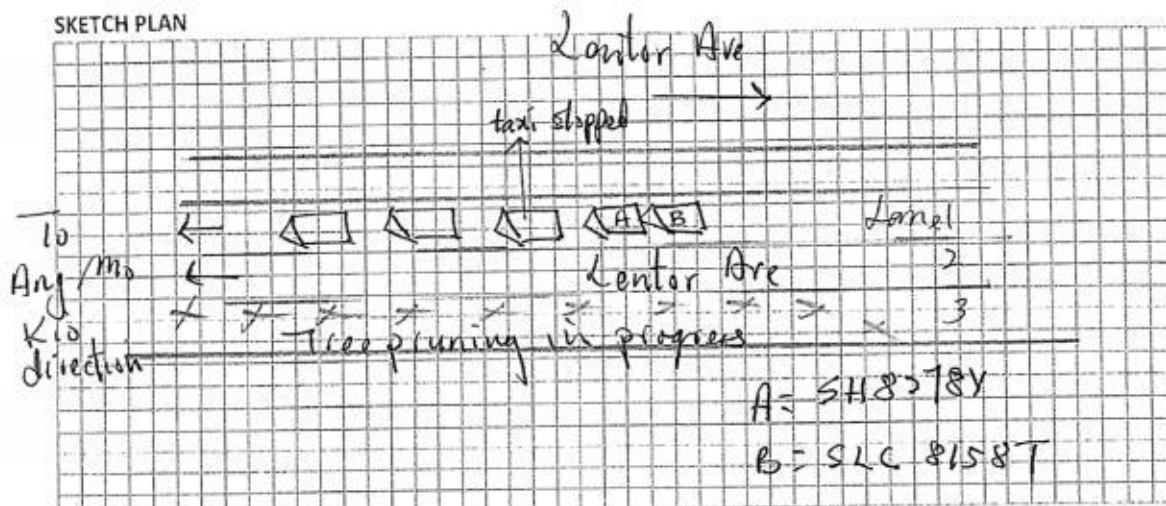 SKETCH PLAN
Lentor Ave
taxi stopped
A B Lane 1
To
Ang Mo
Kio
direction
2
Lentor Ave
3
Tree pruning in progress
A =
B = SLC 8158T